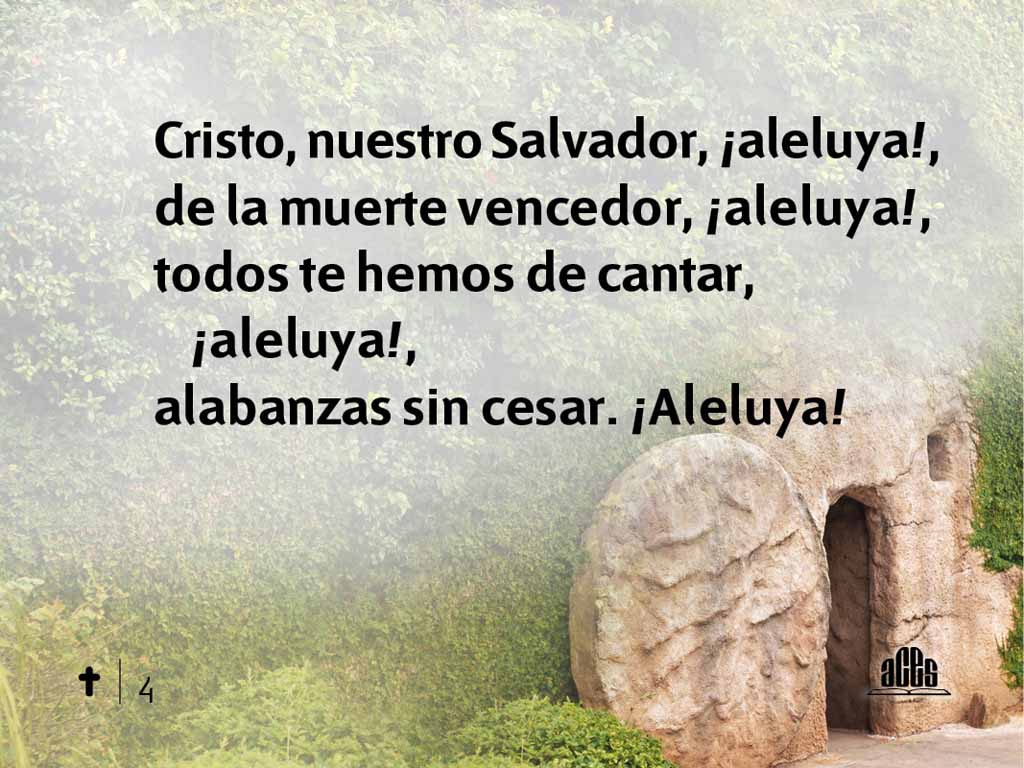 Cristo, nuestro Salvador, ¡aleluya!,
de la muerte vencedor, ¡aleluya!,
todos te hemos de cantar,
¡aleluya!,
alabanzas sin cesar. ¡Aleluya!
4
aces